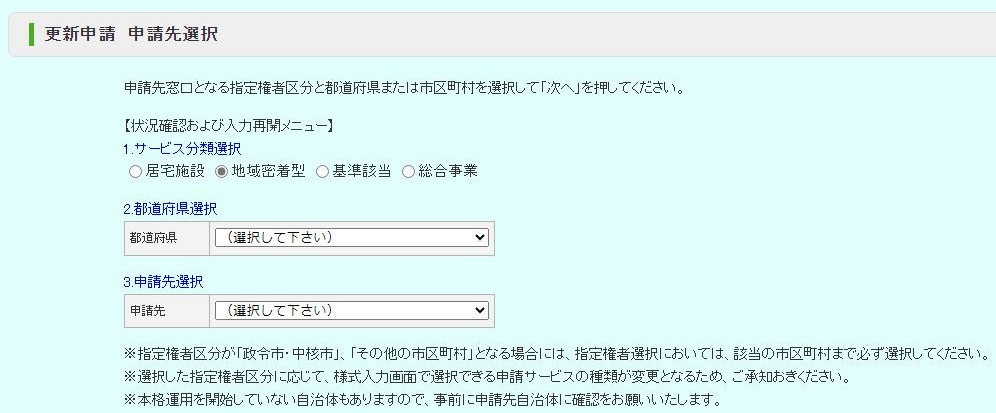 更新申請 申請先選択
申請先窓口となる指定権者区分と都道府県または市区町村を選択して「次へ」を押してください。
【状況確認および入力再開メニュー】
1.サービス分類選択
居宅施設 地域密着型 基準該当 総合事業
2.都道府県選択
都道府県 （選択して下さい）
3.申請先選択
申請先 （選択して下さい）
※指定権者区分が「政令市・中核市」、「その他の市区町村」となる場合には、指定権者選択においては、該当の市区町村まで必ず選択してください。
※選択した指定権者区分に応じて、様式入力画面で選択できる申請サービスの種類が変更となるため、ご承知おきください。
※本格運用を開始していない自治体もありますので、事前に申請先自治体に確認をお願いいたします。